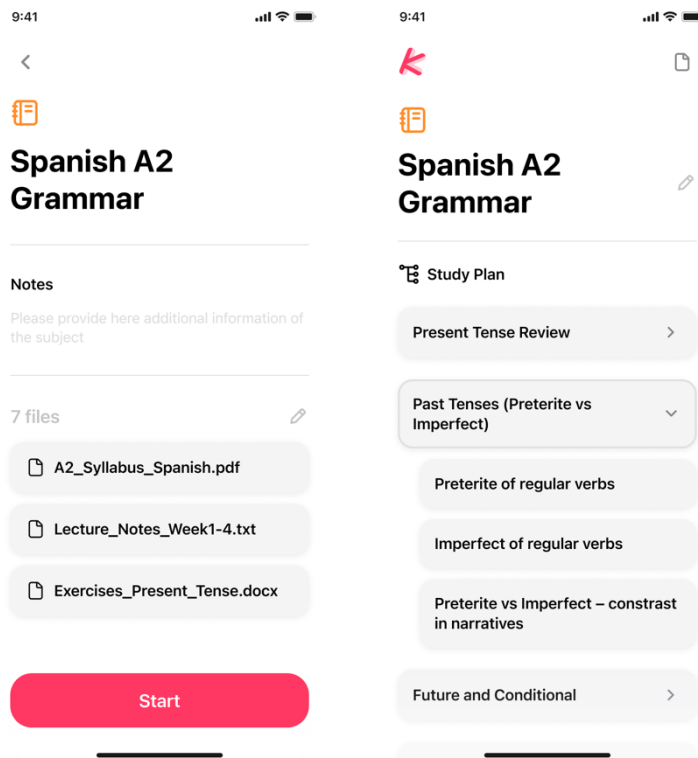 9:41
Spanish A2
Grammar
Notes
Please provide here additional information of
the subject
7 files
A2_Syllabus_Spanish.pdf
Lecture_Notes_Week1-4.txt
Exercises_Present_Tense.docx
Start
9:41
Spanish A2
Grammar
Study Plan
Present Tense Review
Past Tenses (Preterite vs
Imperfect)
Preterite of regular verbs
Imperfect of regular verbs
Preterite vs Imperfect – constrast
in narratives
Future and Conditional